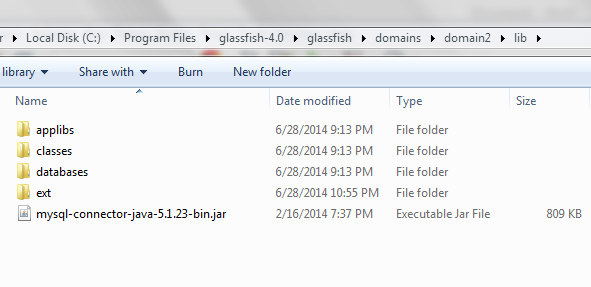 r ▸ Local Disk (C:) ▸ Program Files ▸ glassfish-4.0 ▸ glassfish ▸ domains ▸ domain2 ▸ lib ▸
library ▼ Share with ▼ Burn New folder
Name Date modified Type Size
applibs 6/28/2014 9:13 PM File folder
classes 6/28/2014 9:13 PM File folder
databases 6/28/2014 9:13 PM File folder
ext 6/28/2014 10:55 PM File folder
mysql-connector-java-5.1.23-bin.jar 2/16/2014 7:37 PM Executable Jar File 809 KB